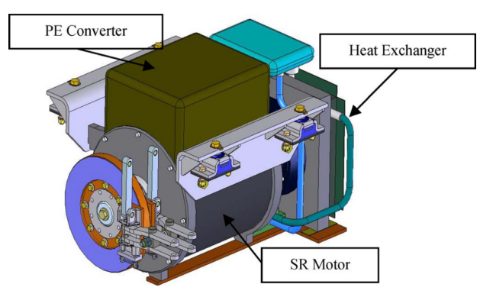 PE Converter
Heat Exchanger
SR Motor